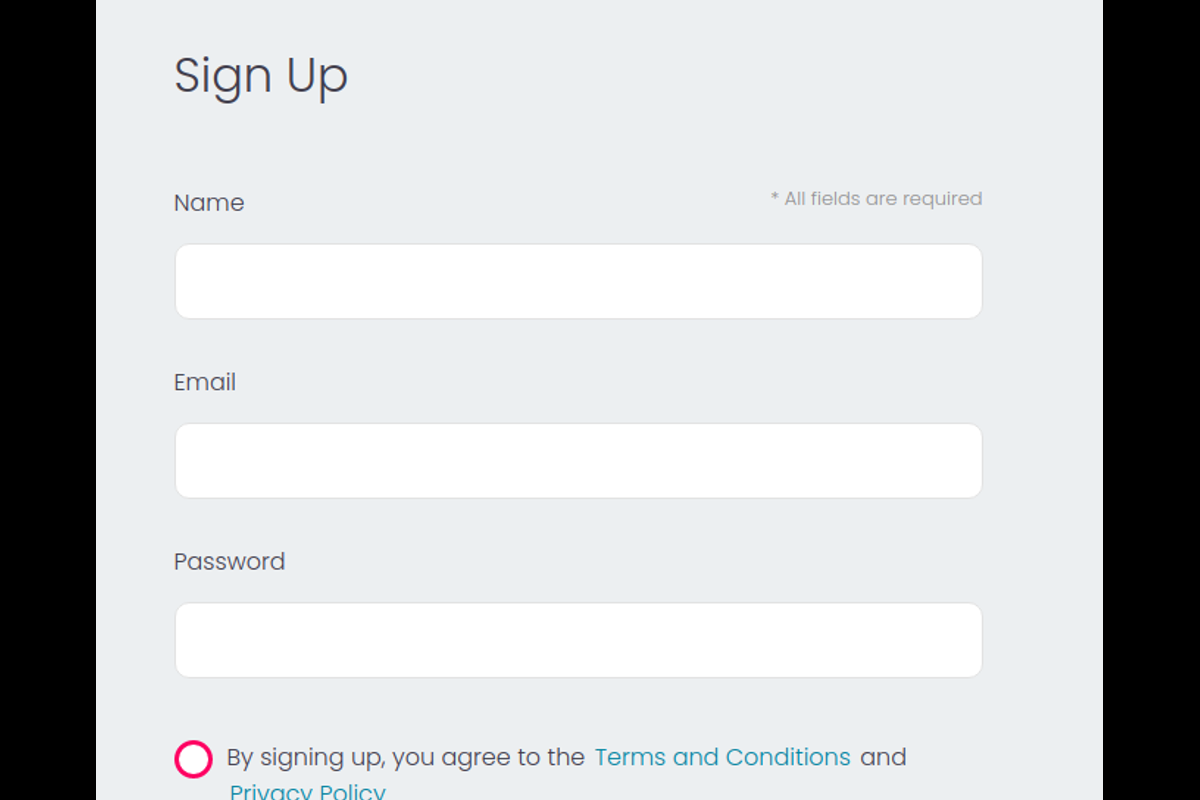 Sign Up
Name
* All fields are required
Email
Password
By signing up, you agree to the Terms and Conditions and
Privacy Policy